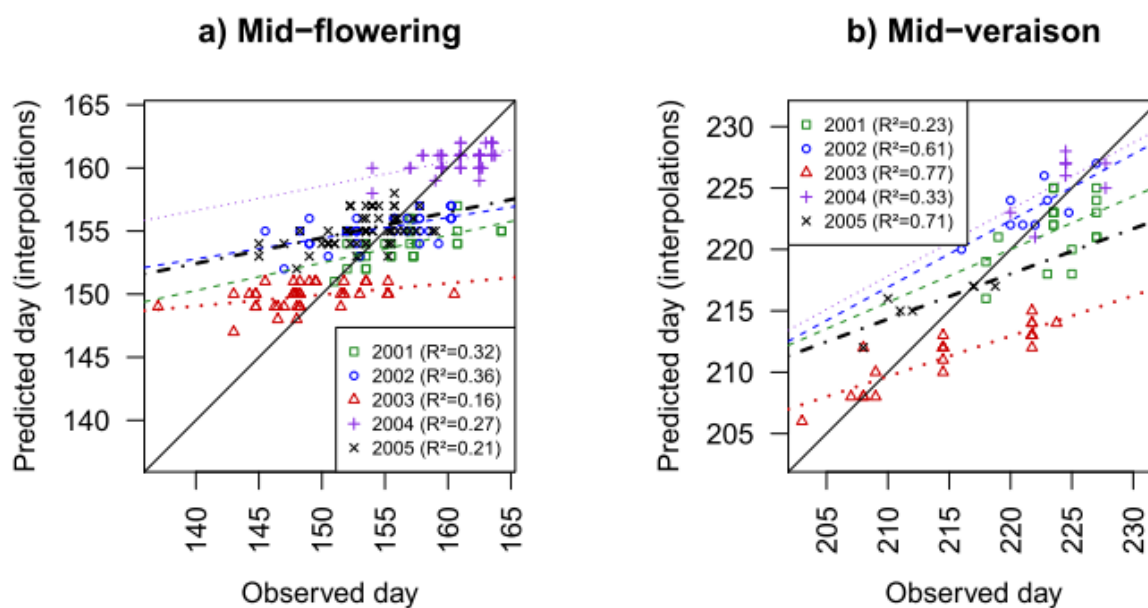 a) Mid−flowering
Predicted day (interpolations)
165
160
155
150
145
140
2001 (R²=0.32)
2002 (R²=0.36)
2003 (R²=0.16)
2004 (R²=0.27)
2005 (R²=0.21)
140
145
150
155
160
165
Observed day
b) Mid−veraison
Predicted day (interpolations)
230
225
220
215
210
205
2001 (R²=0.23)
2002 (R²=0.61)
2003 (R²=0.77)
2004 (R²=0.33)
2005 (R²=0.71)
205
210
215
220
225
230
Observed day